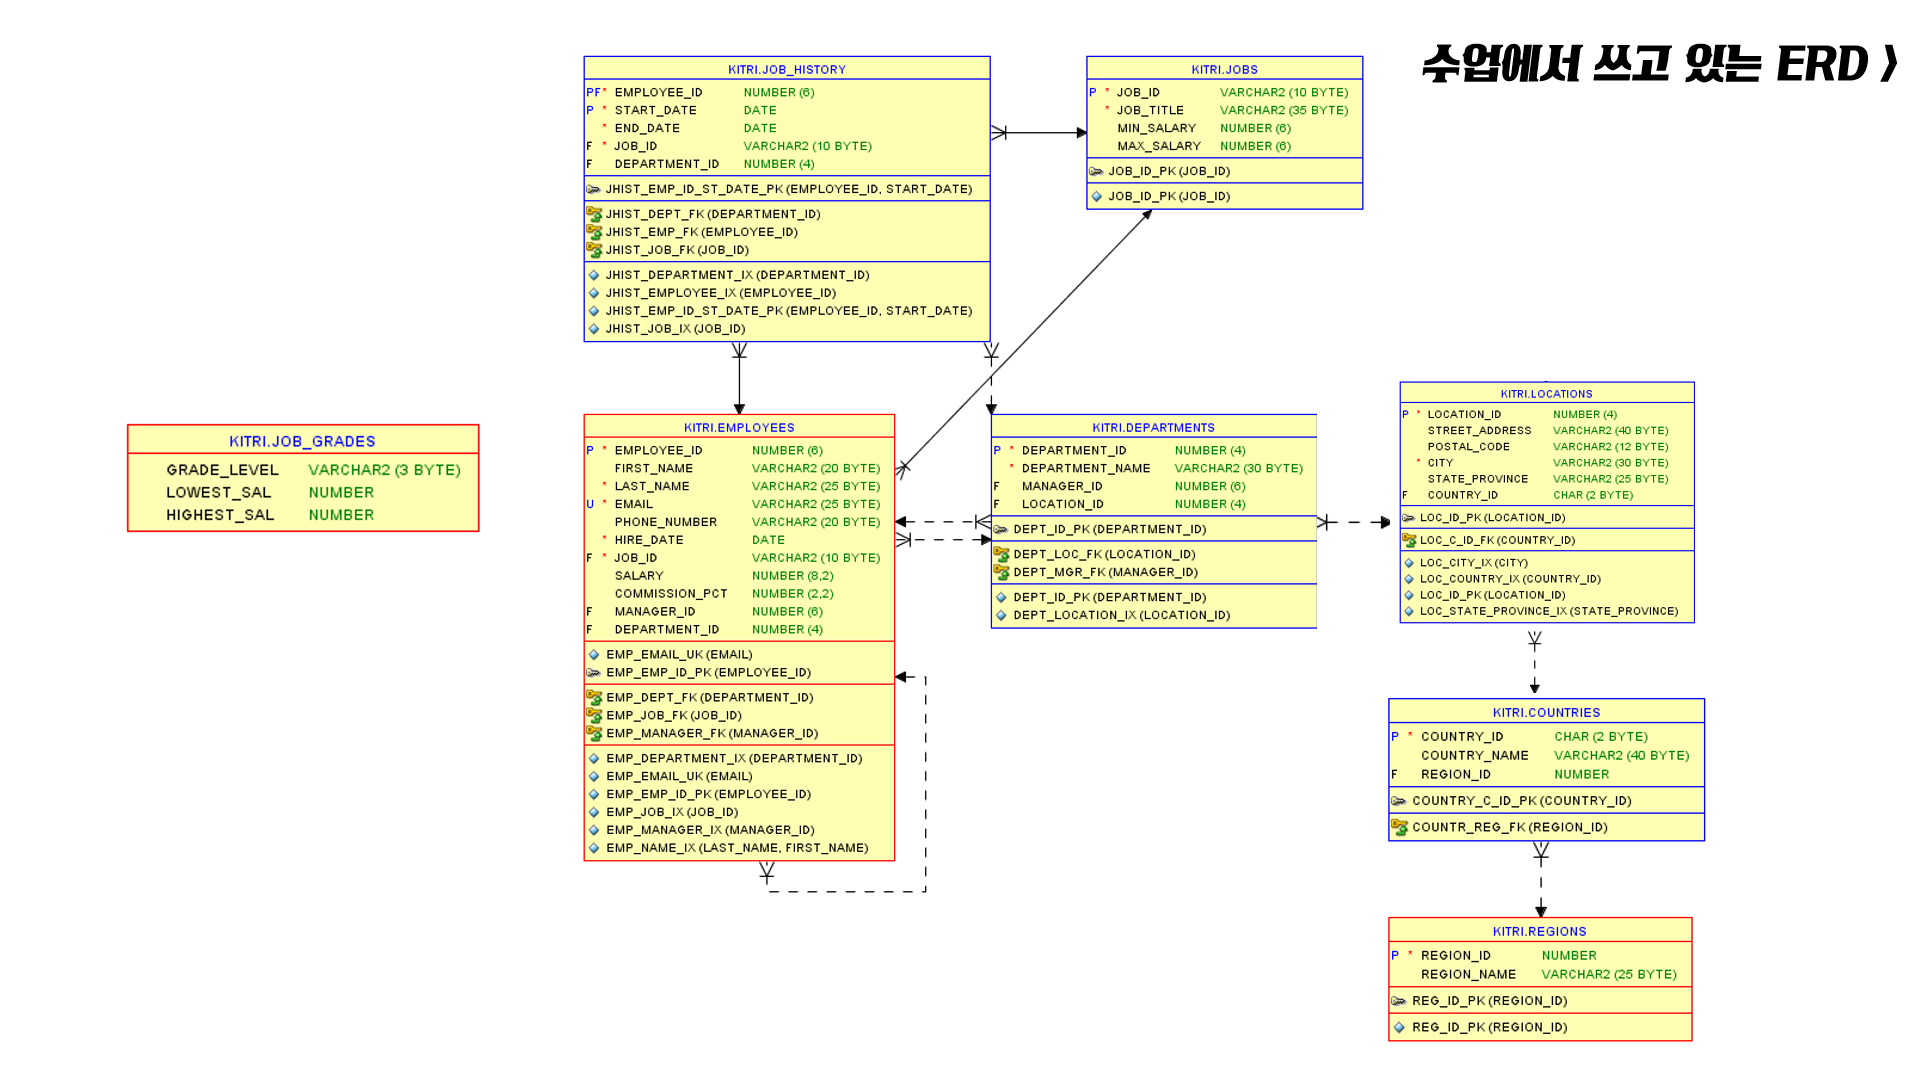 수업에서 쓰고 있는 ERD >
KITRI.JOB_HISTORY
PF* EMPLOYEE_ID NUMBER (6)
P * START_DATE DATE
* END_DATE DATE
F * JOB_ID VARCHAR2 (10 BYTE)
F DEPARTMENT_ID NUMBER (4)
JHIST_EMP_ID_ST_DATE_PK (EMPLOYEE_ID, START_DATE)
JHIST_DEPT_FK (DEPARTMENT_ID)
JHIST_EMP_FK (EMPLOYEE_ID)
JHIST_JOB_FK (JOB_ID)
JHIST_DEPARTMENT_IX (DEPARTMENT_ID)
JHIST_EMPLOYEE_IX (EMPLOYEE_ID)
JHIST_EMP_ID_ST_DATE_PK (EMPLOYEE_ID, START_DATE)
JHIST_JOB_IX (JOB_ID)
KITRI.JOBS
P * JOB_ID VARCHAR2 (10 BYTE)
* JOB_TITLE VARCHAR2 (35 BYTE)
MIN_SALARY NUMBER (6)
MAX_SALARY NUMBER (6)
JOB_ID_PK (JOB_ID)
JOB_ID_PK (JOB_ID)
KITRI.JOB_GRADES
GRADE_LEVEL VARCHAR2 (3 BYTE)
LOWEST_SAL NUMBER
HIGHEST_SAL NUMBER
KITRI.EMPLOYEES
P * EMPLOYEE_ID NUMBER (6)
FIRST_NAME VARCHAR2 (20 BYTE)
* LAST_NAME VARCHAR2 (25 BYTE)
U * EMAIL VARCHAR2 (25 BYTE)
PHONE_NUMBER VARCHAR2 (20 BYTE)
* HIRE_DATE DATE
F * JOB_ID VARCHAR2 (10 BYTE)
SALARY NUMBER (8,2)
COMMISSION_PCT NUMBER (2,2)
F MANAGER_ID NUMBER (6)
F DEPARTMENT_ID NUMBER (4)
EMP_EMAIL_UK (EMAIL)
EMP_EMP_ID_PK (EMPLOYEE_ID)
EMP_DEPT_FK (DEPARTMENT_ID)
EMP_JOB_FK (JOB_ID)
EMP_MANAGER_FK (MANAGER_ID)
EMP_DEPARTMENT_IX (DEPARTMENT_ID)
EMP_EMAIL_UK (EMAIL)
EMP_EMP_ID_PK (EMPLOYEE_ID)
EMP_JOB_IX (JOB_ID)
EMP_MANAGER_IX (MANAGER_ID)
EMP_NAME_IX (LAST_NAME, FIRST_NAME)
KITRI.DEPARTMENTS
P * DEPARTMENT_ID NUMBER (4)
* DEPARTMENT_NAME VARCHAR2 (30 BYTE)
F MANAGER_ID NUMBER (6)
F LOCATION_ID NUMBER (4)
DEPT_ID_PK (DEPARTMENT_ID)
DEPT_LOC_FK (LOCATION_ID)
DEPT_MGR_FK (MANAGER_ID)
DEPT_ID_PK (DEPARTMENT_ID)
DEPT_LOCATION_IX (LOCATION_ID)
KITRI.LOCATIONS
P * LOCATION_ID NUMBER (4)
STREET_ADDRESS VARCHAR2 (40 BYTE)
POSTAL_CODE VARCHAR2 (12 BYTE)
* CITY VARCHAR2 (30 BYTE)
STATE_PROVINCE VARCHAR2 (25 BYTE)
F COUNTRY_ID CHAR (2 BYTE)
LOC_ID_PK (LOCATION_ID)
LOC_C_ID_FK (COUNTRY_ID)
LOC_CITY_IX (CITY)
LOC_COUNTRY_IX (COUNTRY_ID)
LOC_ID_PK (LOCATION_ID)
LOC_STATE_PROVINCE_IX (STATE_PROVINCE)
KITRI.COUNTRIES
P * COUNTRY_ID CHAR (2 BYTE)
COUNTRY_NAME VARCHAR2 (40 BYTE)
F REGION_ID NUMBER
COUNTRY_C_ID_PK (COUNTRY_ID)
COUNTR_REG_FK (REGION_ID)
KITRI.REGIONS
P * REGION_ID NUMBER
REGION_NAME VARCHAR2 (25 BYTE)
REG_ID_PK (REGION_ID)
REG_ID_PK (REGION_ID)